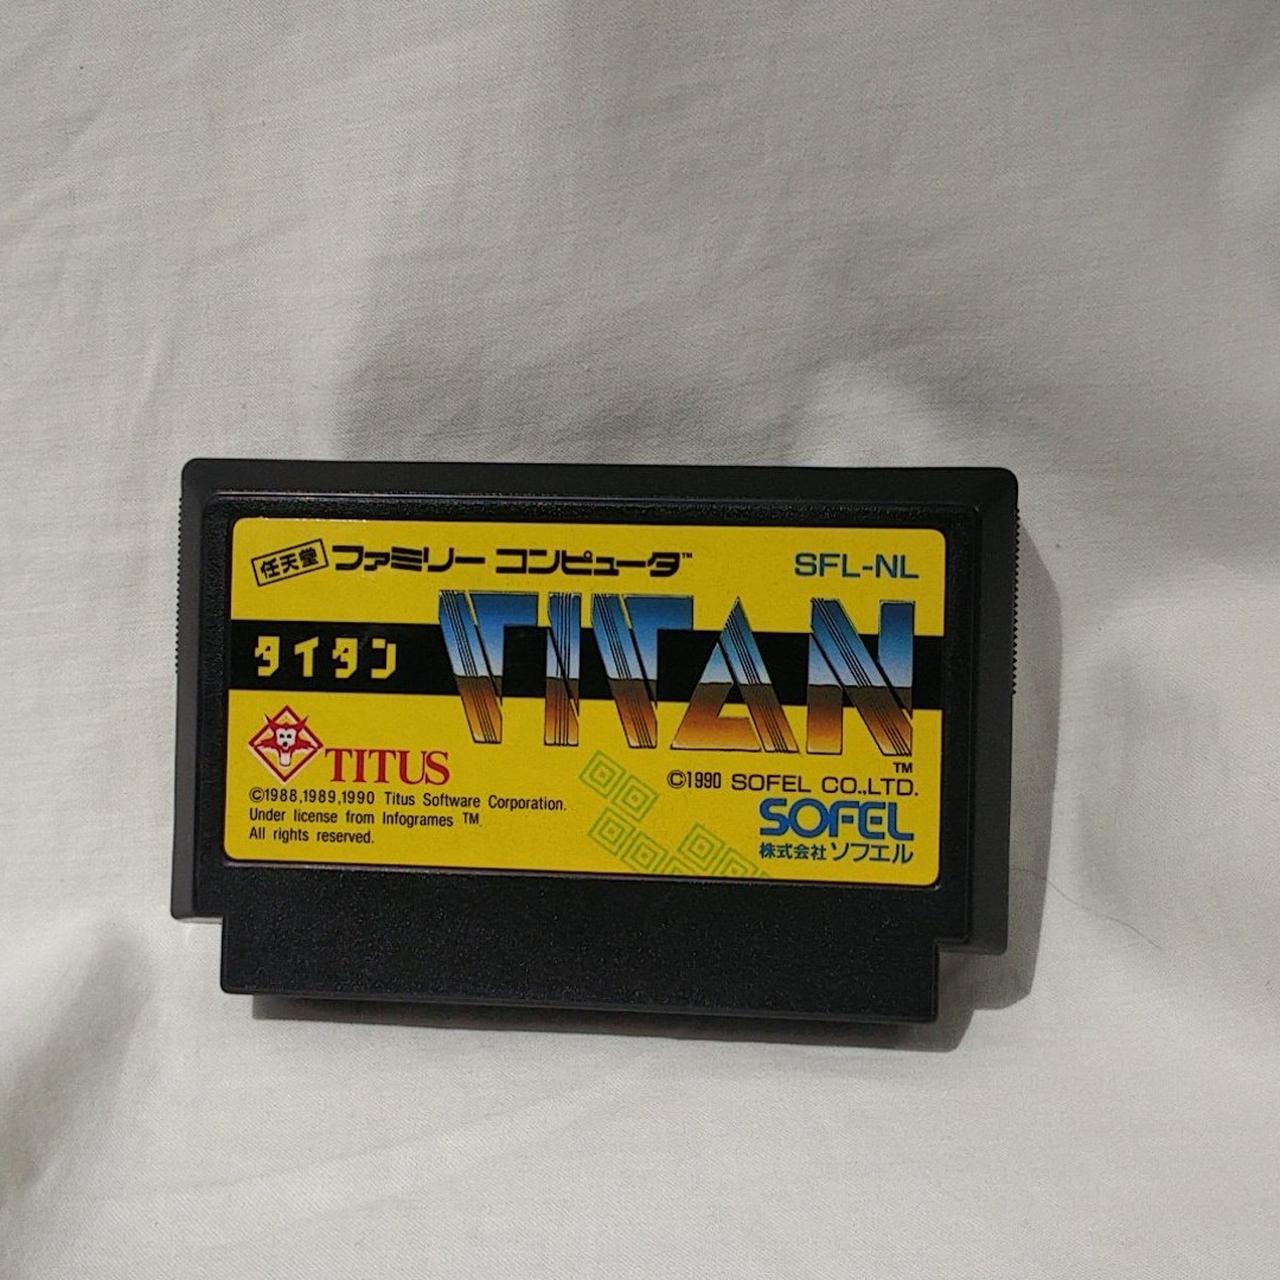 任天堂 ファミリー コンピュータ™ SFL-NL
タイタン TITAN™
TITUS
©1988,1989,1990 Titus Software Corporation.
Under license from Infogrames ™
All rights reserved.
©1990 SOFEL CO.,LTD.
SOFEL
株式会社ソフエル